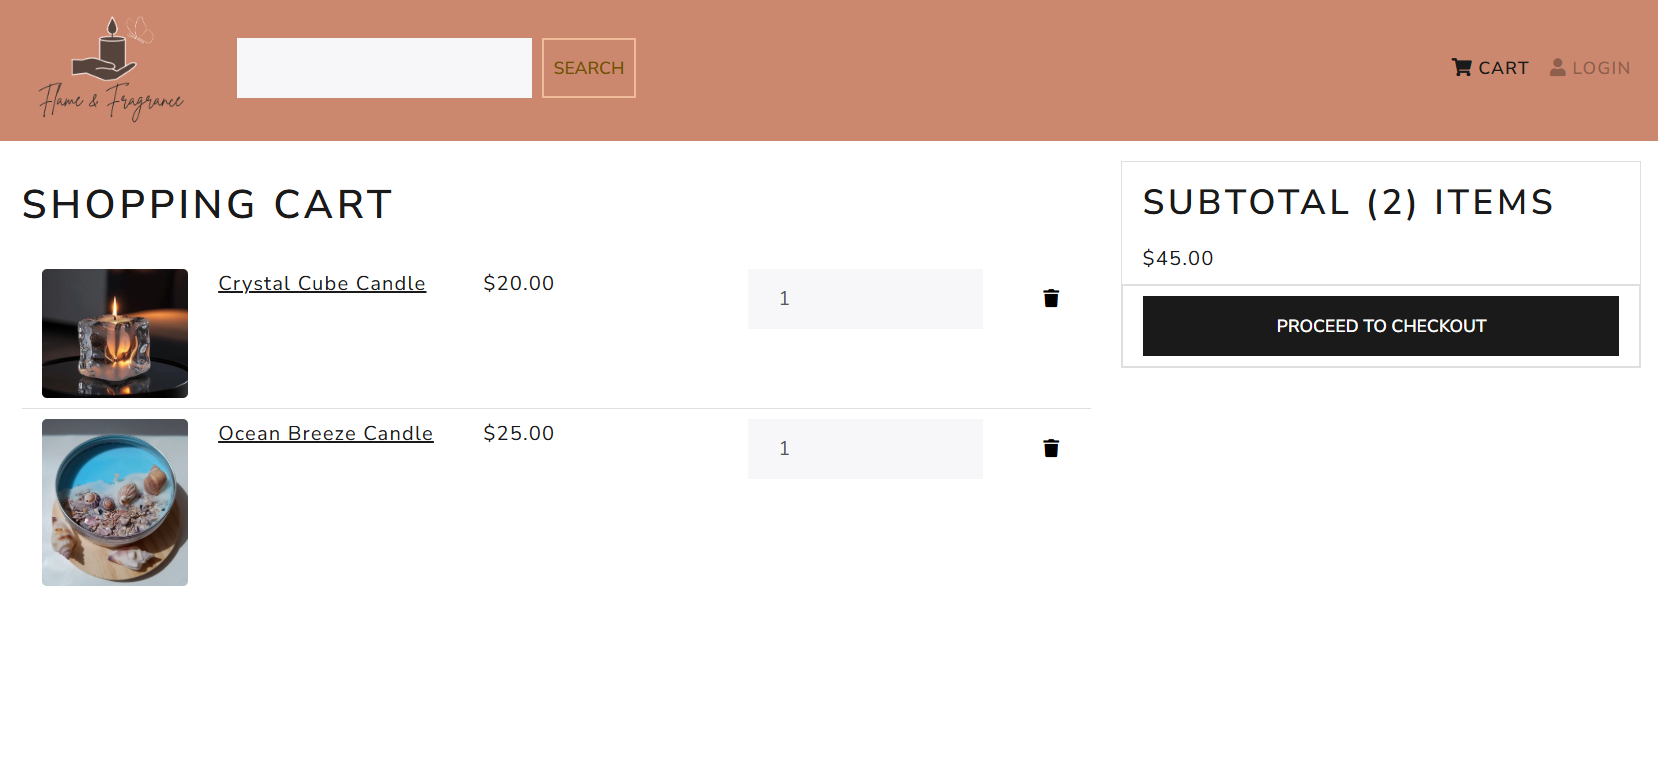 Flame & Fragrance
SEARCH
CART
LOGIN
SHOPPING CART
Crystal Cube Candle
$20.00
1
Ocean Breeze Candle
$25.00
1
SUBTOTAL (2) ITEMS
$45.00
PROCEED TO CHECKOUT